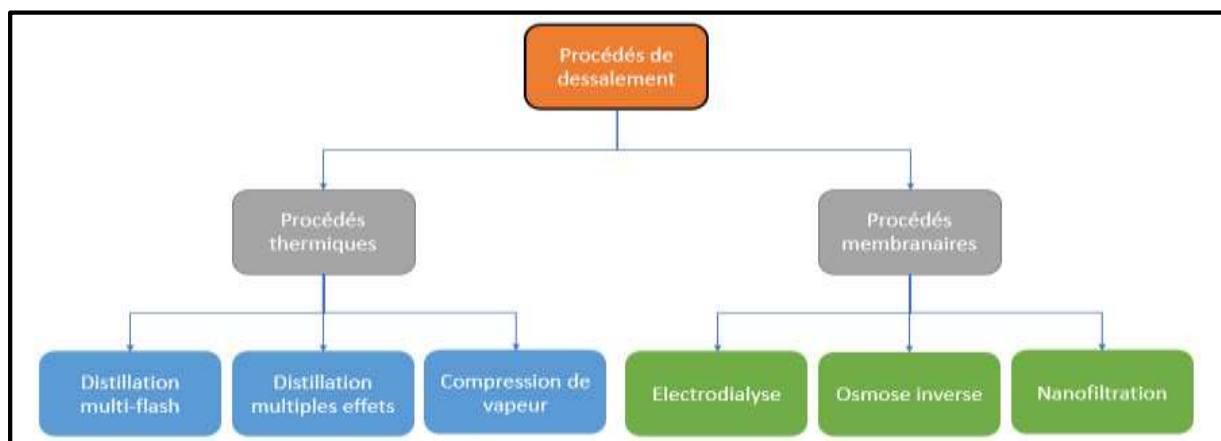 Procédés de
dessalement
Procédés
thermiques
Procédés
membranaires
Distillation
multi-flash
Distillation
multiples effets
Compression de
vapeur
Electrodialyse
Osmose inverse
Nanofiltration